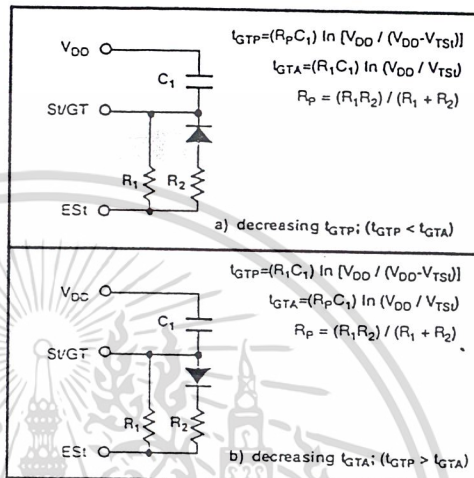 t_GTP=(R_PC_1) ln [V_DD / (V_DD-V_TSt)]
V_DD
t_GTA=(R_1C_1) ln (V_DD / V_TSt)
C_1
R_P = (R_1R_2) / (R_1 + R_2)
St/GT
R_1
R_2
ESt
a) decreasing t_GTP; (t_GTP < t_GTA)
t_GTP=(R_1C_1) ln [V_DD / (V_DD-V_TSt)]
V_DC
t_GTA=(R_PC_1) ln (V_DD / V_TSt)
C_1
R_P = (R_1R_2) / (R_1 + R_2)
St/GT
R_1
R_2
ESt
b) decreasing t_GTA; (t_GTP > t_GTA)